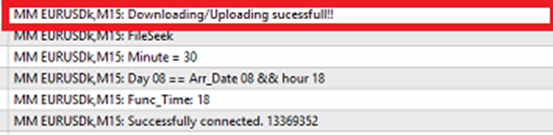 MM EURUSDk,M15: Downloading/Uploading sucessfull!!
MM EURUSDk,M15: FileSeek
MM EURUSDk,M15: Minute = 30
MM EURUSDk,M15: Day 08 == Arr_Date 08 && hour 18
MM EURUSDk,M15: Func_Time: 18
MM EURUSDk,M15: Successfully connected. 13369352